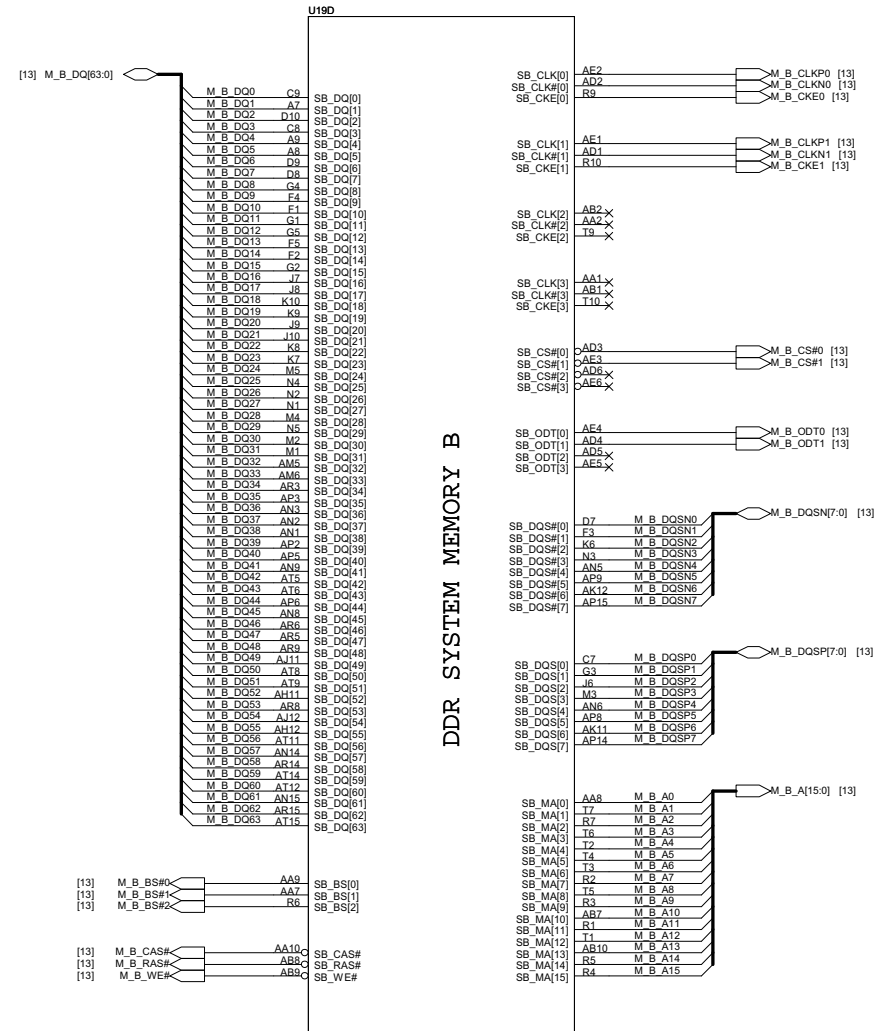 U19D
[13] M_B_DQ[63:0]
M_B_DQ0 C9 SB_DQ[0]
M_B_DQ1 A7 SB_DQ[1]
M_B_DQ2 D10 SB_DQ[2]
M_B_DQ3 C8 SB_DQ[3]
M_B_DQ4 A9 SB_DQ[4]
M_B_DQ5 A8 SB_DQ[5]
M_B_DQ6 D9 SB_DQ[6]
M_B_DQ7 D8 SB_DQ[7]
M_B_DQ8 G4 SB_DQ[8]
M_B_DQ9 F4 SB_DQ[9]
M_B_DQ10 F1 SB_DQ[10]
M_B_DQ11 G1 SB_DQ[11]
M_B_DQ12 G5 SB_DQ[12]
M_B_DQ13 F5 SB_DQ[13]
M_B_DQ14 F2 SB_DQ[14]
M_B_DQ15 G2 SB_DQ[15]
M_B_DQ16 J7 SB_DQ[16]
M_B_DQ17 J8 SB_DQ[17]
M_B_DQ18 K10 SB_DQ[18]
M_B_DQ19 K9 SB_DQ[19]
M_B_DQ20 J9 SB_DQ[20]
M_B_DQ21 J10 SB_DQ[21]
M_B_DQ22 K8 SB_DQ[22]
M_B_DQ23 K7 SB_DQ[23]
M_B_DQ24 M5 SB_DQ[24]
M_B_DQ25 N4 SB_DQ[25]
M_B_DQ26 N2 SB_DQ[26]
M_B_DQ27 N1 SB_DQ[27]
M_B_DQ28 M4 SB_DQ[28]
M_B_DQ29 N5 SB_DQ[29]
M_B_DQ30 M2 SB_DQ[30]
M_B_DQ31 M1 SB_DQ[31]
M_B_DQ32 AM5 SB_DQ[32]
M_B_DQ33 AM6 SB_DQ[33]
M_B_DQ34 AR3 SB_DQ[34]
M_B_DQ35 AP3 SB_DQ[35]
M_B_DQ36 AN3 SB_DQ[36]
M_B_DQ37 AN2 SB_DQ[37]
M_B_DQ38 AN1 SB_DQ[38]
M_B_DQ39 AP2 SB_DQ[39]
M_B_DQ40 AP5 SB_DQ[40]
M_B_DQ41 AN9 SB_DQ[41]
M_B_DQ42 AT5 SB_DQ[42]
M_B_DQ43 AT6 SB_DQ[43]
M_B_DQ44 AP6 SB_DQ[44]
M_B_DQ45 AN8 SB_DQ[45]
M_B_DQ46 AR6 SB_DQ[46]
M_B_DQ47 AR5 SB_DQ[47]
M_B_DQ48 AR9 SB_DQ[48]
M_B_DQ49 AJ11 SB_DQ[49]
M_B_DQ50 AT8 SB_DQ[50]
M_B_DQ51 AT9 SB_DQ[51]
M_B_DQ52 AH11 SB_DQ[52]
M_B_DQ53 AR8 SB_DQ[53]
M_B_DQ54 AJ12 SB_DQ[54]
M_B_DQ55 AH12 SB_DQ[55]
M_B_DQ56 AT11 SB_DQ[56]
M_B_DQ57 AN14 SB_DQ[57]
M_B_DQ58 AR14 SB_DQ[58]
M_B_DQ59 AT14 SB_DQ[59]
M_B_DQ60 AT12 SB_DQ[60]
M_B_DQ61 AN15 SB_DQ[61]
M_B_DQ62 AR15 SB_DQ[62]
M_B_DQ63 AT15 SB_DQ[63]
[13] M_B_BS#0 AA9 SB_BS[0]
[13] M_B_BS#1 AA7 SB_BS[1]
[13] M_B_BS#2 R6 SB_BS[2]
[13] M_B_CAS# AA10 SB_CAS#
[13] M_B_RAS# AB8 SB_RAS#
[13] M_B_WE# AB9 SB_WE#
DDR SYSTEM MEMORY B
SB_CLK[0] AE2 M_B_CLKP0 [13]
SB_CLK#[0] AD2 M_B_CLKN0 [13]
SB_CKE[0] R9 M_B_CKE0 [13]
SB_CLK[1] AE1 M_B_CLKP1 [13]
SB_CLK#[1] AD1 M_B_CLKN1 [13]
SB_CKE[1] R10 M_B_CKE1 [13]
SB_CLK[2] AB2
SB_CLK#[2] AA2
SB_CKE[2] T9
SB_CLK[3] AA1
SB_CLK#[3] AB1
SB_CKE[3] T10
SB_CS#[0] AD3 M_B_CS#0 [13]
SB_CS#[1] AE3 M_B_CS#1 [13]
SB_CS#[2] AD6
SB_CS#[3] AE6
SB_ODT[0] AE4 M_B_ODT0 [13]
SB_ODT[1] AD4 M_B_ODT1 [13]
SB_ODT[2] AD5
SB_ODT[3] AE5
M_B_DQSN[7:0] [13]
SB_DQS#[0] D7 M_B_DQSN0
SB_DQS#[1] F3 M_B_DQSN1
SB_DQS#[2] K6 M_B_DQSN2
SB_DQS#[3] N3 M_B_DQSN3
SB_DQS#[4] AN5 M_B_DQSN4
SB_DQS#[5] AP9 M_B_DQSN5
SB_DQS#[6] AK12 M_B_DQSN6
SB_DQS#[7] AP15 M_B_DQSN7
M_B_DQSP[7:0] [13]
SB_DQS[0] C7 M_B_DQSP0
SB_DQS[1] G3 M_B_DQSP1
SB_DQS[2] J6 M_B_DQSP2
SB_DQS[3] M3 M_B_DQSP3
SB_DQS[4] AN6 M_B_DQSP4
SB_DQS[5] AP8 M_B_DQSP5
SB_DQS[6] AK11 M_B_DQSP6
SB_DQS[7] AP14 M_B_DQSP7
M_B_A[15:0] [13]
SB_MA[0] AA8 M_B_A0
SB_MA[1] T7 M_B_A1
SB_MA[2] R7 M_B_A2
SB_MA[3] T6 M_B_A3
SB_MA[4] T2 M_B_A4
SB_MA[5] T4 M_B_A5
SB_MA[6] T3 M_B_A6
SB_MA[7] R2 M_B_A7
SB_MA[8] T5 M_B_A8
SB_MA[9] R3 M_B_A9
SB_MA[10] AB7 M_B_A10
SB_MA[11] R1 M_B_A11
SB_MA[12] T1 M_B_A12
SB_MA[13] AB10 M_B_A13
SB_MA[14] R5 M_B_A14
SB_MA[15] R4 M_B_A15